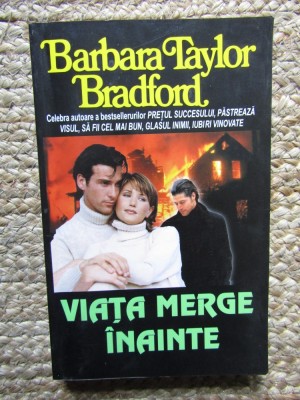 Barbara Taylor
Bradford
Celebra autoare a bestsellerurilor PREȚUL SUCCESULUI, PĂSTREAZĂ
VISUL, SĂ FII CEL MAI BUN, GLASUL INIMII, IUBIRI VINOVATE
VIAȚA MERGE
ÎNAINTE